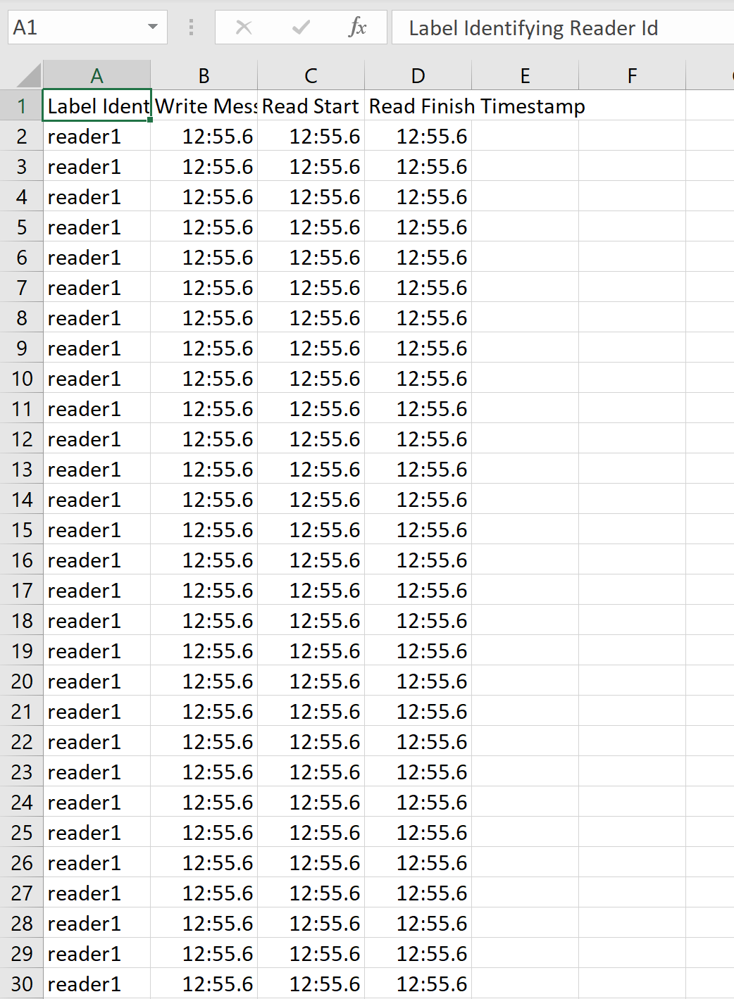 A1 fx Label Identifying Reader Id
A B C D E F
1 Label Ident Write Mess Read Start Read Finish Timestamp
2 reader1 12:55.6 12:55.6 12:55.6
3 reader1 12:55.6 12:55.6 12:55.6
4 reader1 12:55.6 12:55.6 12:55.6
5 reader1 12:55.6 12:55.6 12:55.6
6 reader1 12:55.6 12:55.6 12:55.6
7 reader1 12:55.6 12:55.6 12:55.6
8 reader1 12:55.6 12:55.6 12:55.6
9 reader1 12:55.6 12:55.6 12:55.6
10 reader1 12:55.6 12:55.6 12:55.6
11 reader1 12:55.6 12:55.6 12:55.6
12 reader1 12:55.6 12:55.6 12:55.6
13 reader1 12:55.6 12:55.6 12:55.6
14 reader1 12:55.6 12:55.6 12:55.6
15 reader1 12:55.6 12:55.6 12:55.6
16 reader1 12:55.6 12:55.6 12:55.6
17 reader1 12:55.6 12:55.6 12:55.6
18 reader1 12:55.6 12:55.6 12:55.6
19 reader1 12:55.6 12:55.6 12:55.6
20 reader1 12:55.6 12:55.6 12:55.6
21 reader1 12:55.6 12:55.6 12:55.6
22 reader1 12:55.6 12:55.6 12:55.6
23 reader1 12:55.6 12:55.6 12:55.6
24 reader1 12:55.6 12:55.6 12:55.6
25 reader1 12:55.6 12:55.6 12:55.6
26 reader1 12:55.6 12:55.6 12:55.6
27 reader1 12:55.6 12:55.6 12:55.6
28 reader1 12:55.6 12:55.6 12:55.6
29 reader1 12:55.6 12:55.6 12:55.6
30 reader1 12:55.6 12:55.6 12:55.6